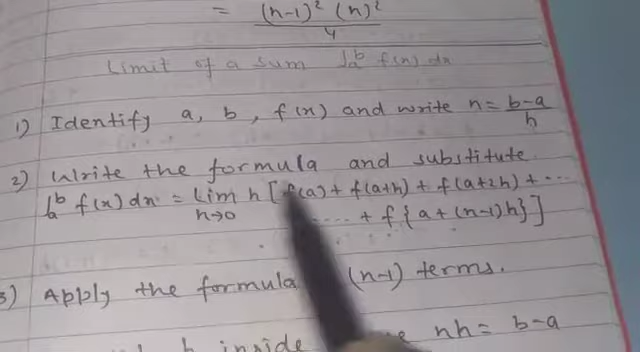 = (n-1)² (n)² / 4
Limit of a sum ∫ₐᵇ f(x) dx
1) Identify a, b, f(x) and write n = b-a / h
2) Write the formula and substitute.
∫ₐᵇ f(x) dx = lim h→0 h [f(a) + f(a+h) + f(a+2h) + ...
.... + f{a+(n-1)h}]
3) Apply the formula (n-1) terms.
h inside nh = b-a